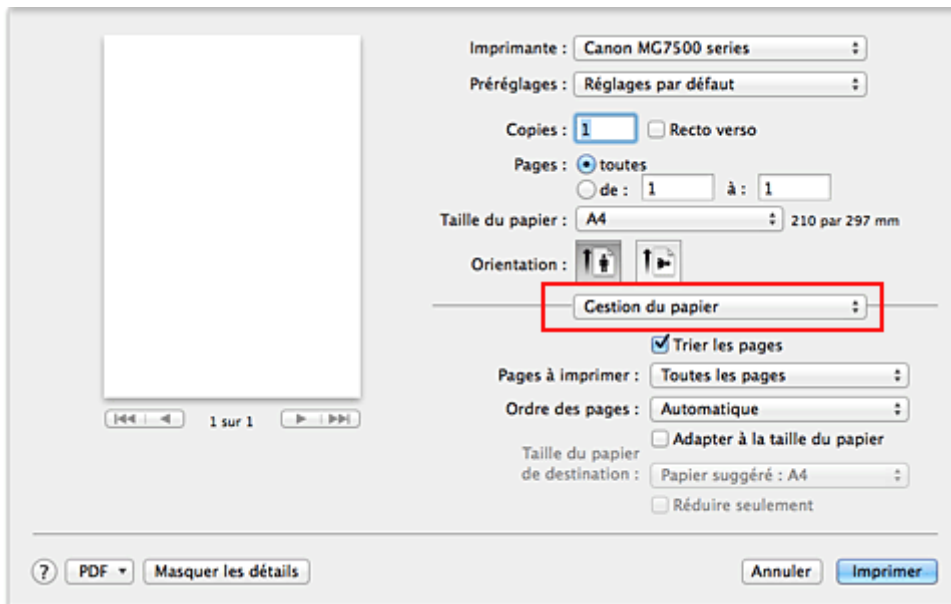 Imprimante : Canon MG7500 series
Préréglages : Réglages par défaut
Copies : 1 Recto verso
Pages : toutes
de : 1 à : 1
Taille du papier : A4 210 par 297 mm
Orientation :
Gestion du papier
Trier les pages
Pages à imprimer : Toutes les pages
Ordre des pages : Automatique
Adapter à la taille du papier
Taille du papier
de destination : Papier suggéré : A4
Réduire seulement
1 sur 1
? PDF Masquer les détails Annuler Imprimer